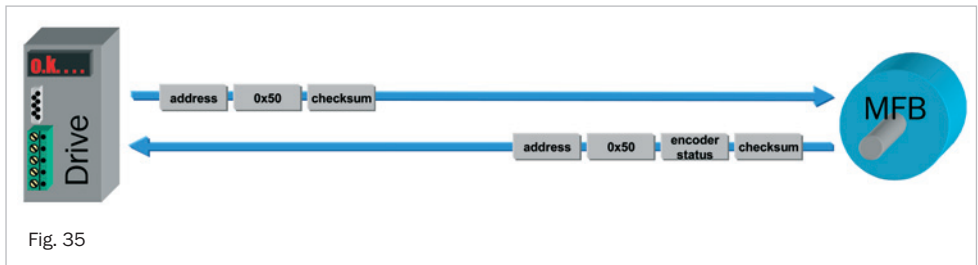 o.k. . . .
Drive
address 0x50 checksum
MFB
address 0x50 encoder status checksum
Fig. 35